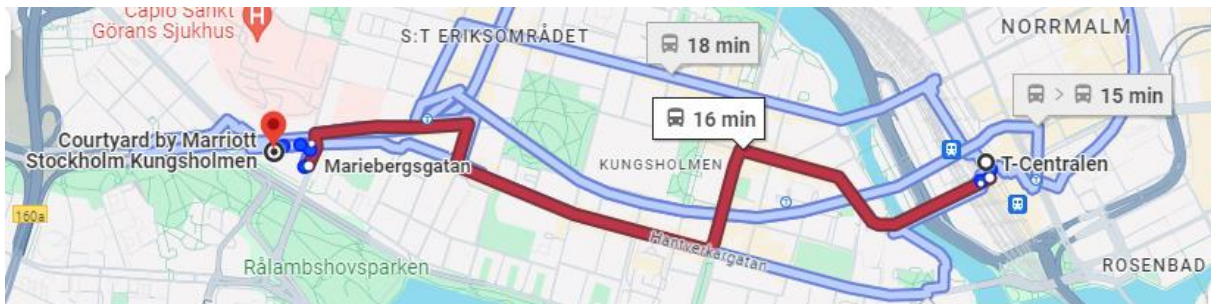 Capio Sankt
Görans Sjukhus
S:T ERIKSOMRÅDET
18 min
NORRMALM
> 15 min
16 min
Courtyard by Marriott
Stockholm Kungsholmen
Mariebergsgatan
KUNGSHOLMEN
T-Centralen
160a
Hantverkargatan
Rålambshovsparken
ROSENBAD